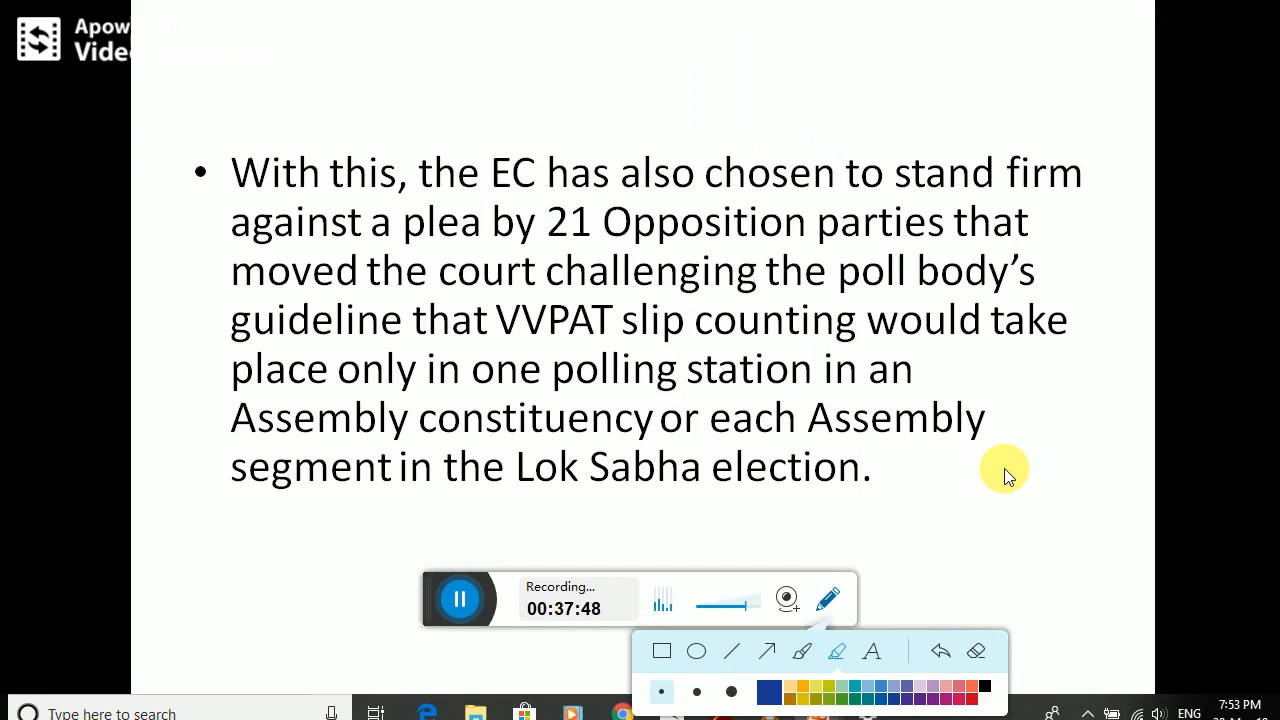 Apow
Vide
• With this, the EC has also chosen to stand firm
against a plea by 21 Opposition parties that
moved the court challenging the poll body’s
guideline that VVPAT slip counting would take
place only in one polling station in an
Assembly constituency or each Assembly
segment in the Lok Sabha election.
Recording...
00:37:48
A
Type here to search
ENG
7:53 PM